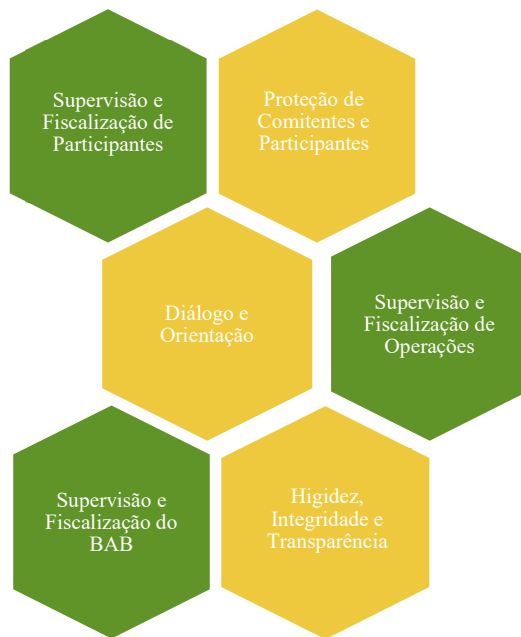 Supervisão e
Fiscalização de
Participantes
Proteção de
Comitentes e
Participantes
Diálogo e
Orientação
Supervisão e
Fiscalização de
Operações
Supervisão e
Fiscalização do
BAB
Higidez,
Integridade e
Transparência